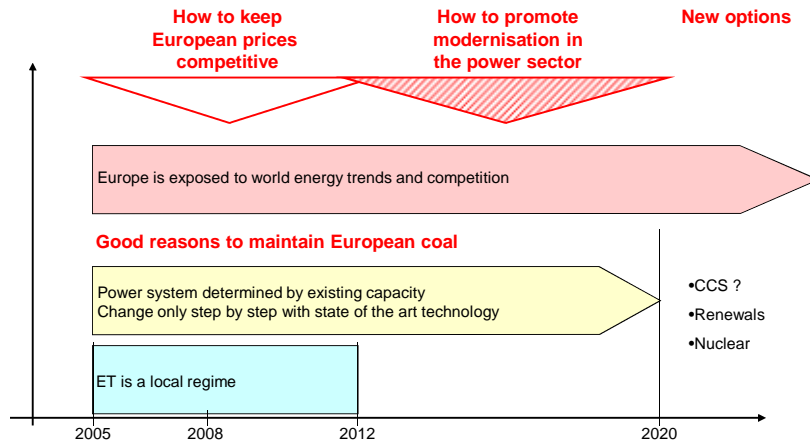 How to keep
European prices
competitive
How to promote
modernisation in
the power sector
New options
Europe is exposed to world energy trends and competition
Good reasons to maintain European coal
Power system determined by existing capacity
Change only step by step with state of the art technology
•CCS ?
•Renewals
•Nuclear
ET is a local regime
2005
2008
2012
2020